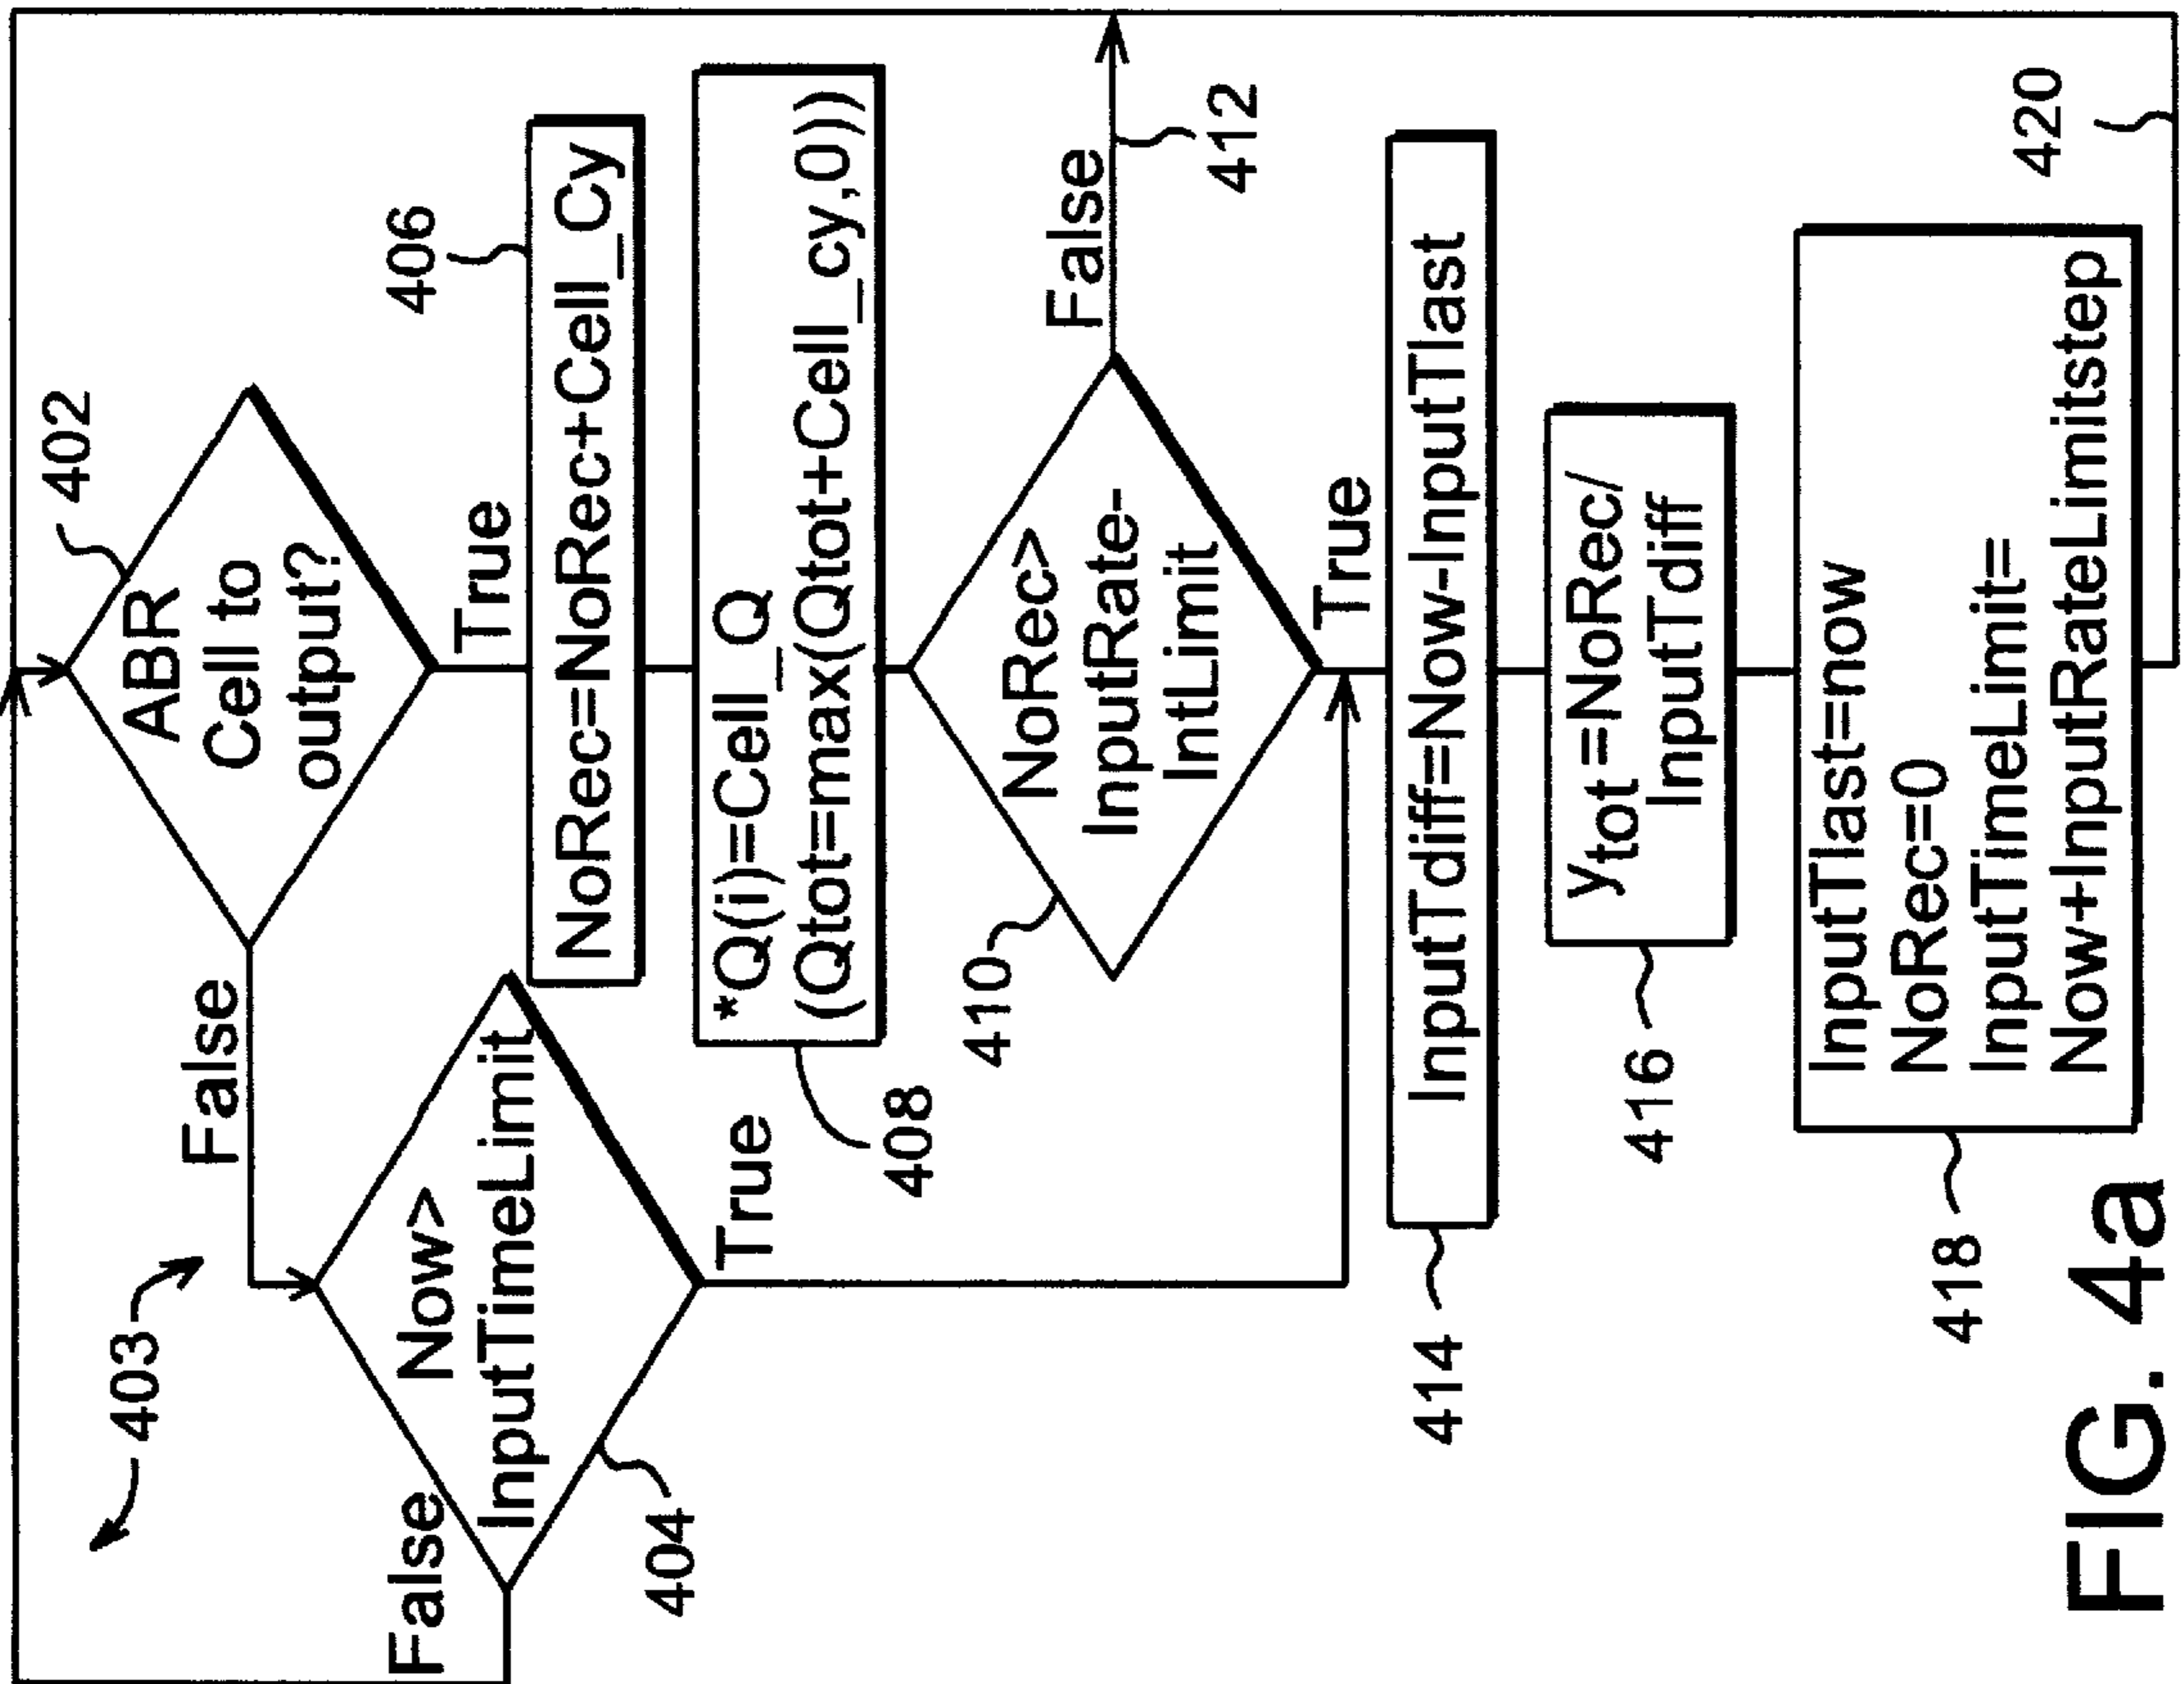 402
ABR
Cell to
output?
False
True
403
Now>
InputTimeLimit
False
404
True
406
NoRec=NoRec+Cell_Cy
*Q(i)=Cell_Q
(Qtot=max(Qtot+Cell_cy,0))
408
410
NoRec>
InputRate-
IntLimit
False
412
True
InputTdiff=Now-InputTlast
414
ytot=NoRec/
InputTdiff
416
InputTlast=now
NoRec=0
InputTimeLimit=
Now+InputRateLimitstep
418
420
FIG. 4a